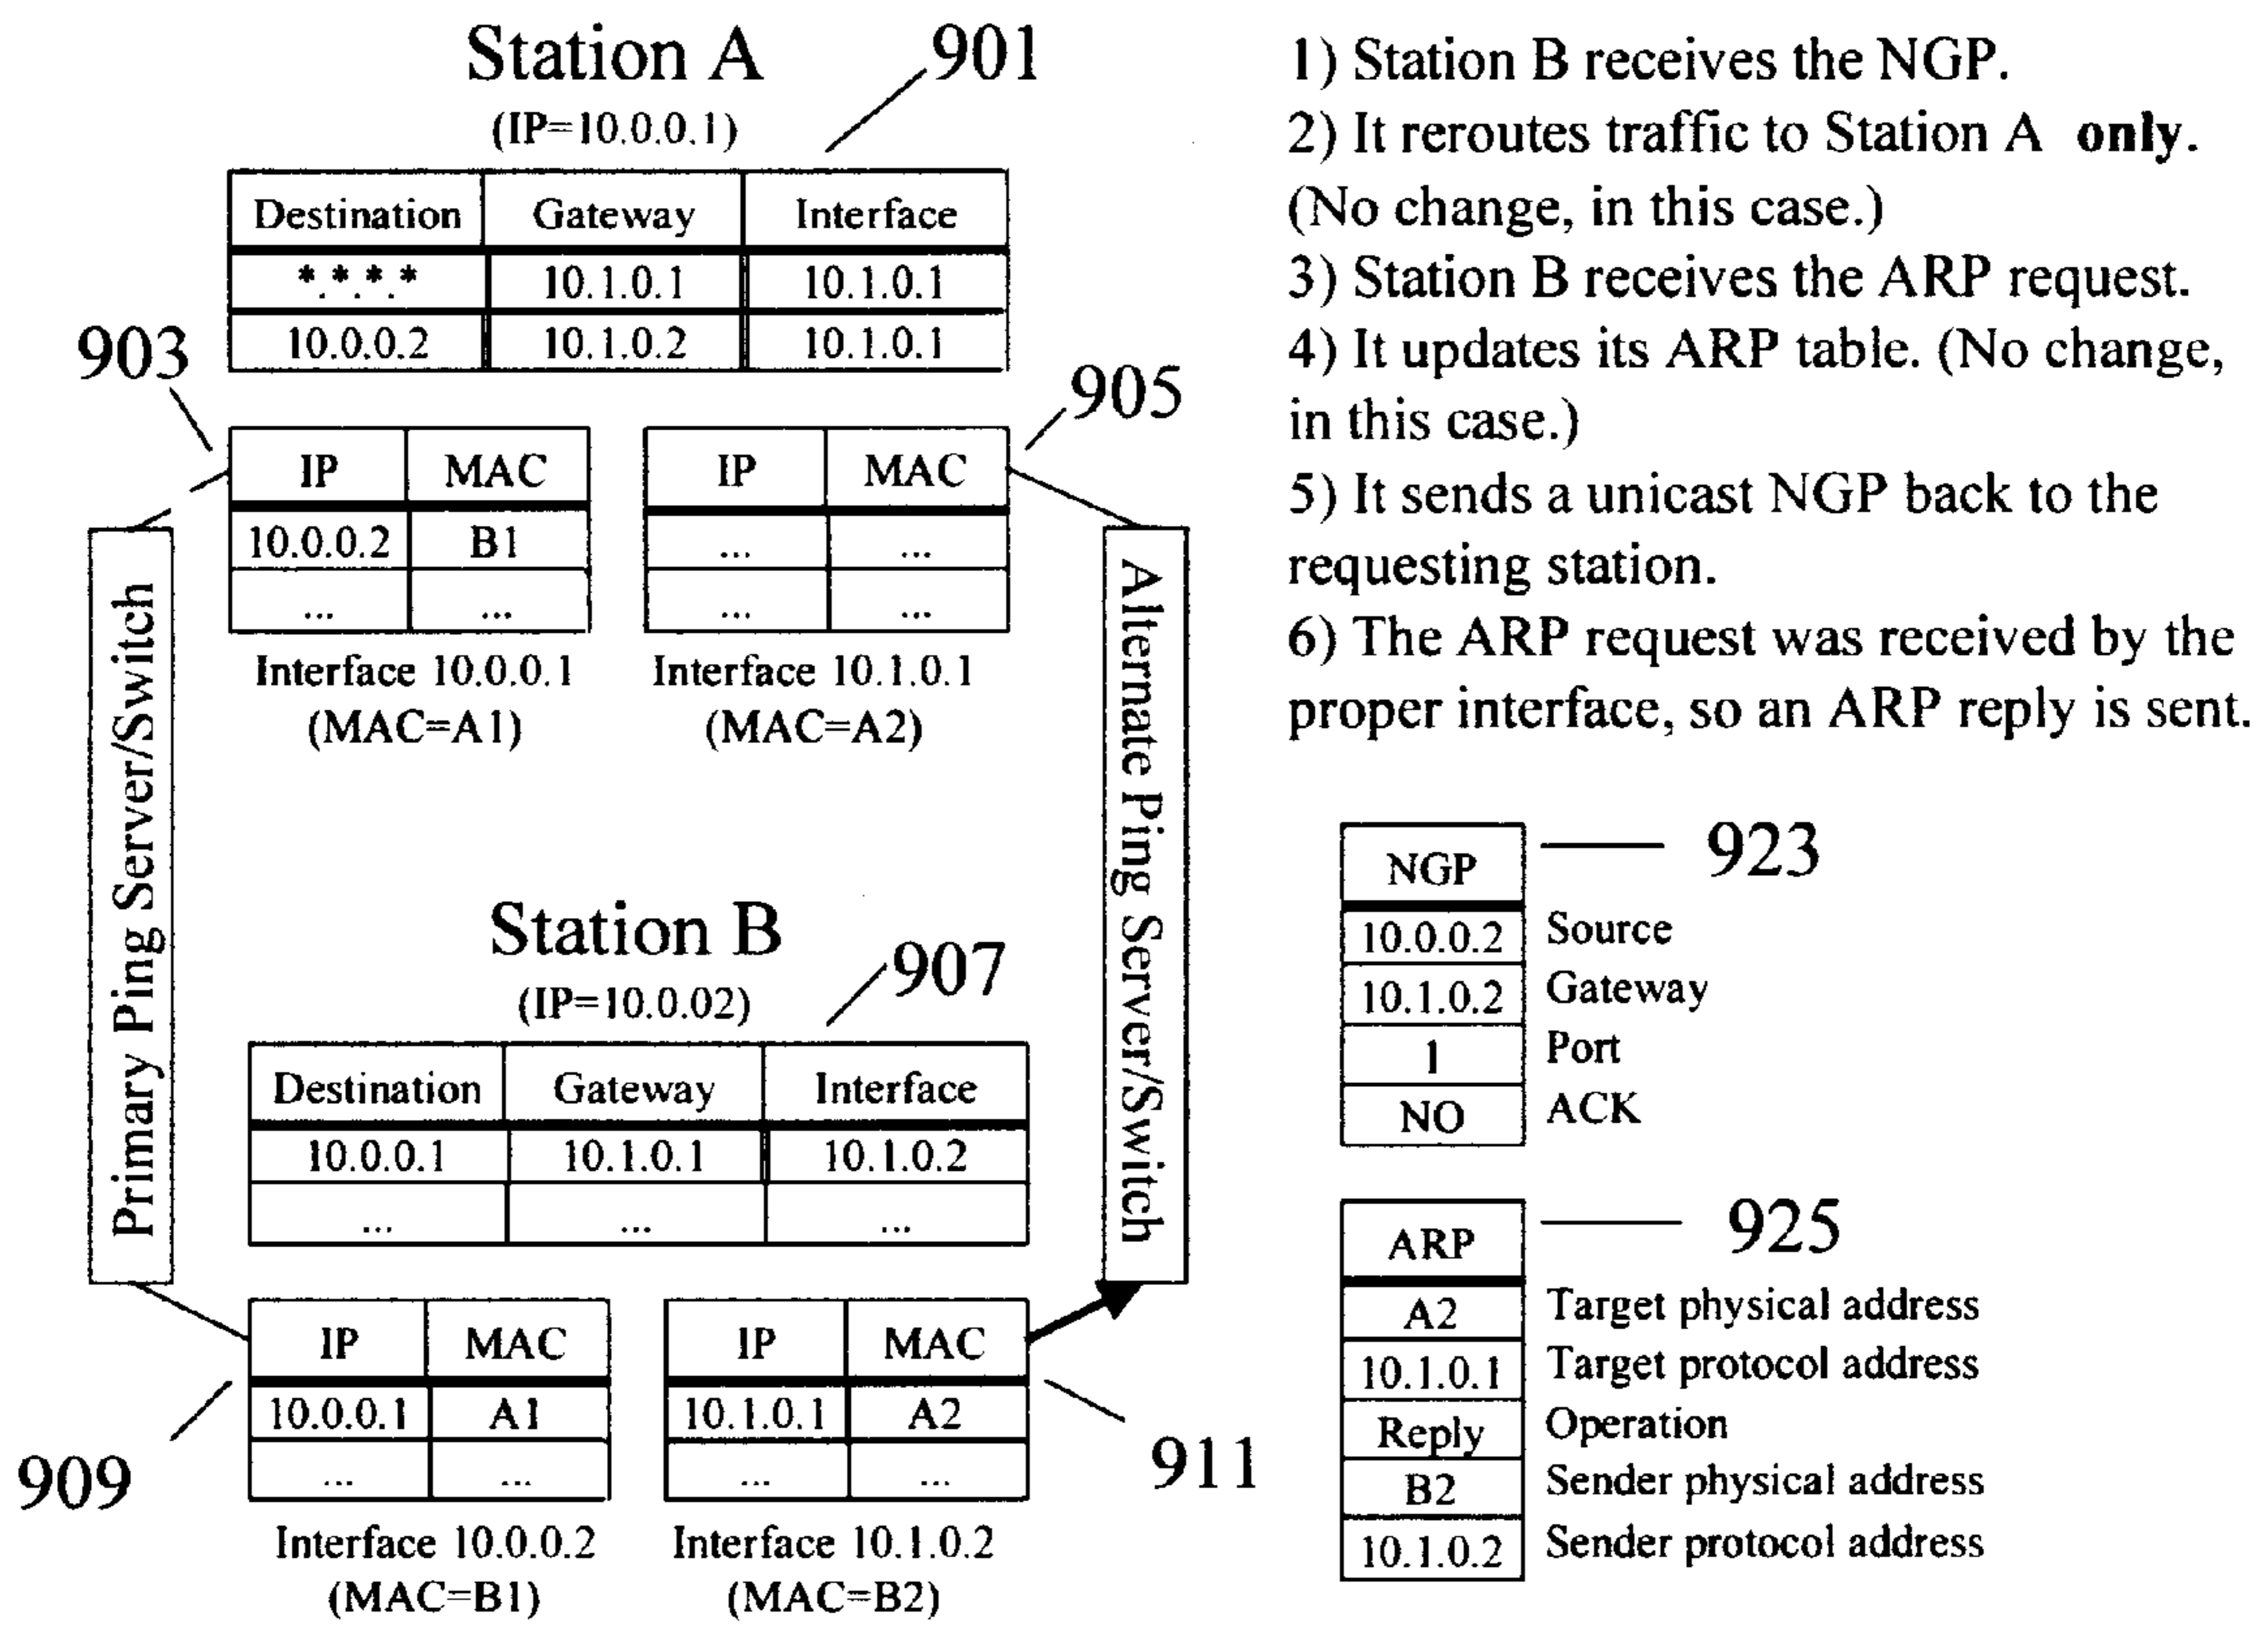 Station A
901
(IP=10.0.0.1)
Destination Gateway Interface
*.*.*.* 10.1.0.1 10.1.0.1
10.0.0.2 10.1.0.2 10.1.0.1
903
905
IP MAC
10.0.0.2 B1
... ...
Interface 10.0.0.1
(MAC=A1)
IP MAC
... ...
... ...
Interface 10.1.0.1
(MAC=A2)
Primary Ping Server/Switch
Alternate Ping Server/Switch
Station B
907
(IP=10.0.02)
Destination Gateway Interface
10.0.0.1 10.1.0.1 10.1.0.2
... ... ...
IP MAC
10.0.0.1 A1
... ...
909
Interface 10.0.0.2
(MAC=B1)
IP MAC
10.1.0.1 A2
... ...
911
Interface 10.1.0.2
(MAC=B2)
1) Station B receives the NGP.
2) It reroutes traffic to Station A only.
(No change, in this case.)
3) Station B receives the ARP request.
4) It updates its ARP table. (No change,
in this case.)
5) It sends a unicast NGP back to the
requesting station.
6) The ARP request was received by the
proper interface, so an ARP reply is sent.
NGP 923
10.0.0.2 Source
10.1.0.2 Gateway
1 Port
NO ACK
ARP 925
A2 Target physical address
10.1.0.1 Target protocol address
Reply Operation
B2 Sender physical address
10.1.0.2 Sender protocol address